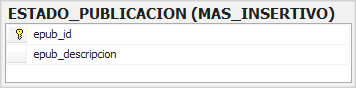 ESTADO_PUBLICACION (MAS_INSERTIVO)
epub_id
epub_descripcion